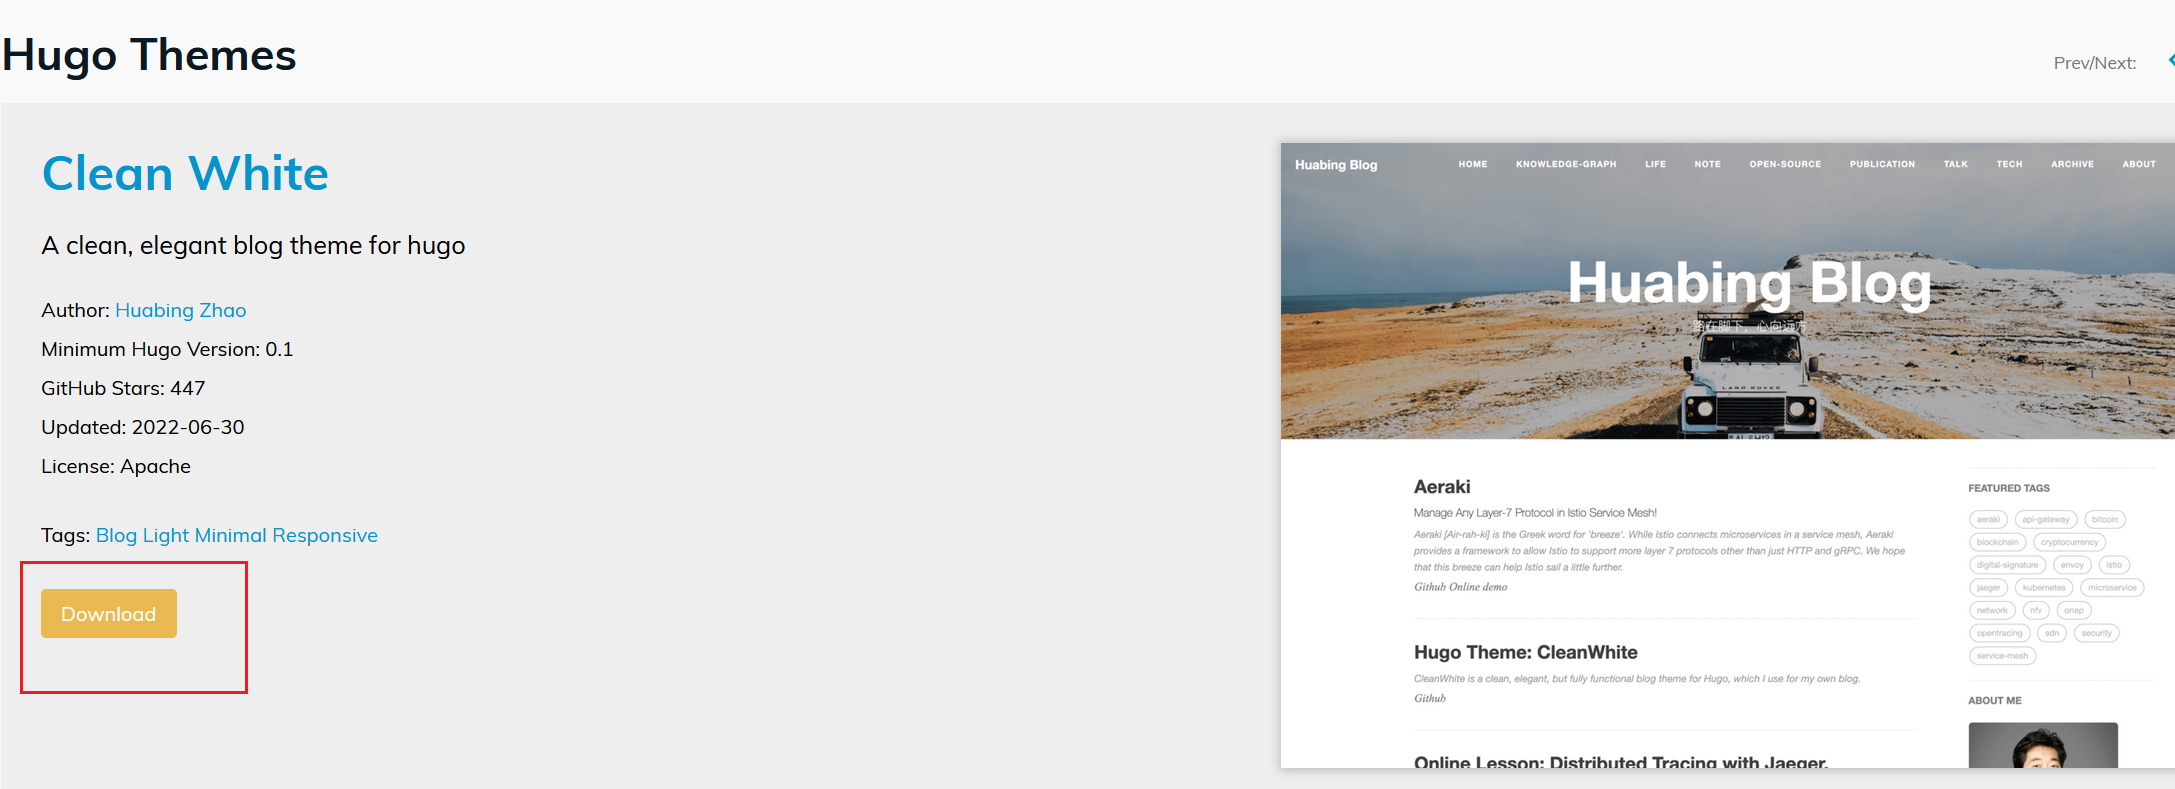 Hugo Themes
Prev/Next:
Clean White
A clean, elegant blog theme for hugo
Author: Huabing Zhao
Minimum Hugo Version: 0.1
GitHub Stars: 447
Updated: 2022-06-30
License: Apache
Tags: Blog Light Minimal Responsive
Download
Huabing Blog
HOME KNOWLEDGE-GRAPH LIFE NOTE OPEN-SOURCE PUBLICATION TALK TECH ARCHIVE ABOUT
Huabing Blog
路在脚下，心向远方
LAND ROVER
Aeraki
Manage Any Layer-7 Protocol in Istio Service Mesh!
Aeraki [Air-rah-ki] is the Greek word for 'breeze'. While Istio connects microservices in a service mesh, Aeraki
provides a framework to allow Istio to support more layer 7 protocols other than just HTTP and gRPC. We hope
that this breeze can help Istio sail a little further.
Github Online demo
Hugo Theme: CleanWhite
CleanWhite is a clean, elegant, but fully functional blog theme for Hugo, which I use for my own blog.
Github
Online Lesson: Distributed Tracing with Jaeger,
FEATURED TAGS
aeraki api-gateway bitcoin
blockchain cryptocurrency
digital-signature envoy istio
jaeger kubernetes microservice
network nfv onap
opentracing sdn security
service-mesh
ABOUT ME